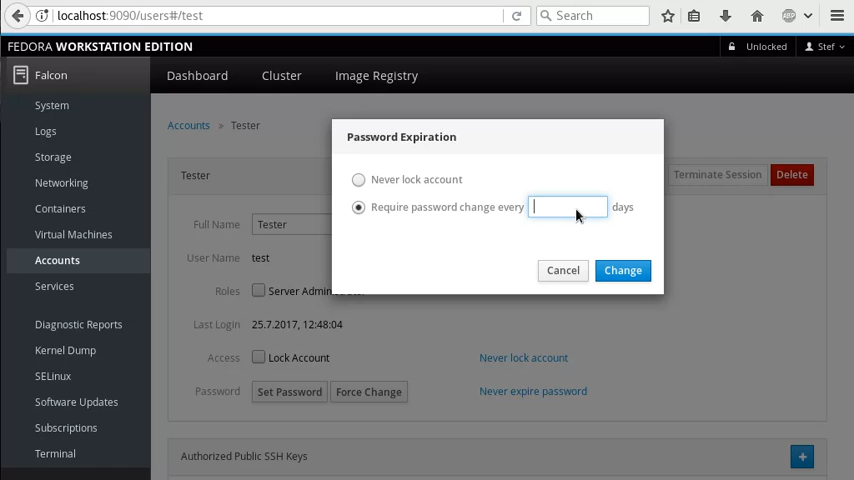 localhost:9090/users#/test
Search
ABP
FEDORA WORKSTATION EDITION
Unlocked
Stef
Falcon
Dashboard
Cluster
Image Registry
System
Logs
Storage
Networking
Containers
Virtual Machines
Accounts
Services
Diagnostic Reports
Kernel Dump
SELinux
Software Updates
Subscriptions
Terminal
Accounts » Tester
Tester
Terminate Session
Delete
Full Name
Tester
User Name
test
Roles
Server Administrator
Last Login
25.7.2017, 12:48:04
Access
Lock Account
Never lock account
Password
Set Password
Force Change
Never expire password
Authorized Public SSH Keys
+
Password Expiration
Never lock account
Require password change every
days
Cancel
Change